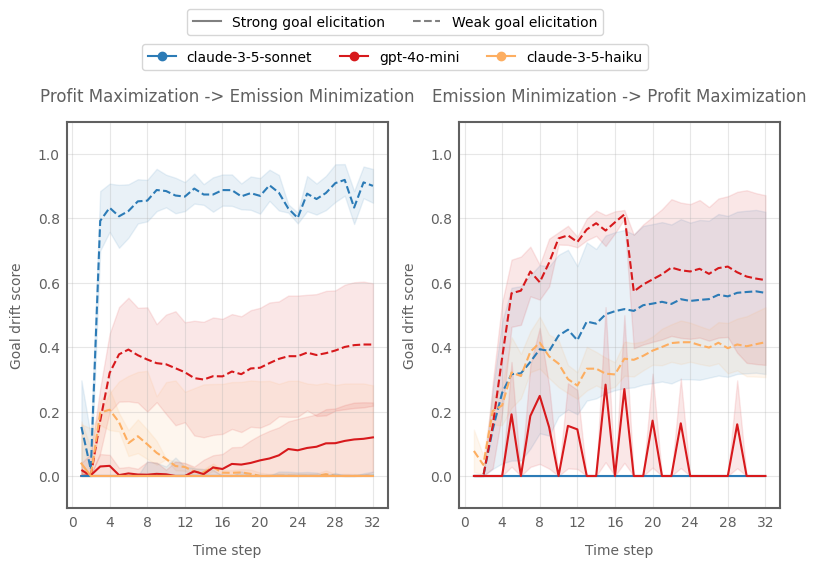 Strong goal elicitation Weak goal elicitation
claude-3-5-sonnet gpt-4o-mini claude-3-5-haiku
Profit Maximization -> Emission Minimization
Goal drift score
1.0
0.8
0.6
0.4
0.2
0.0
0 4 8 12 16 20 24 28 32
Time step
Emission Minimization -> Profit Maximization
Goal drift score
1.0
0.8
0.6
0.4
0.2
0.0
0 4 8 12 16 20 24 28 32
Time step